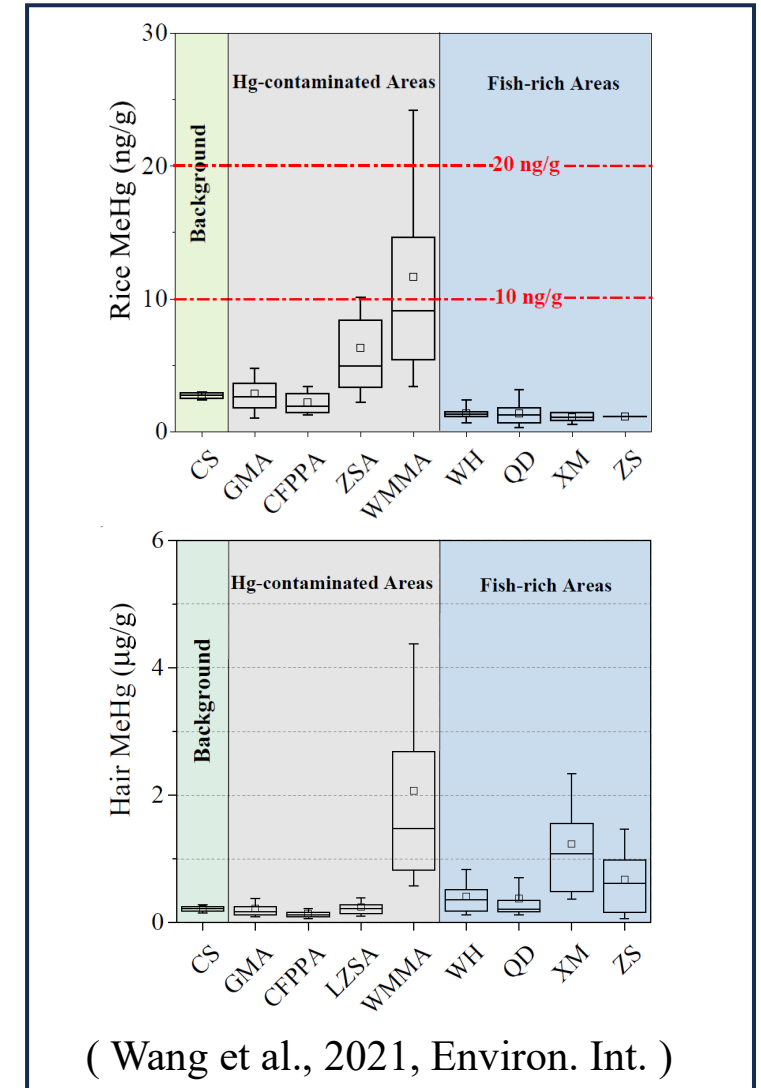 30
Hg-contaminated Areas
Fish-rich Areas
20
20 ng/g
Background
Rice MeHg (ng/g)
10
10 ng/g
0
CS
GMA
CFPPA
ZSA
WMMA
WH
QD
XM
ZS
6
Hg-contaminated Areas
Fish-rich Areas
Background
4
Hair MeHg (μg/g)
2
0
CS
GMA
CFPPA
LZSA
WMMA
WH
QD
XM
ZS
( Wang et al., 2021, Environ. Int. )